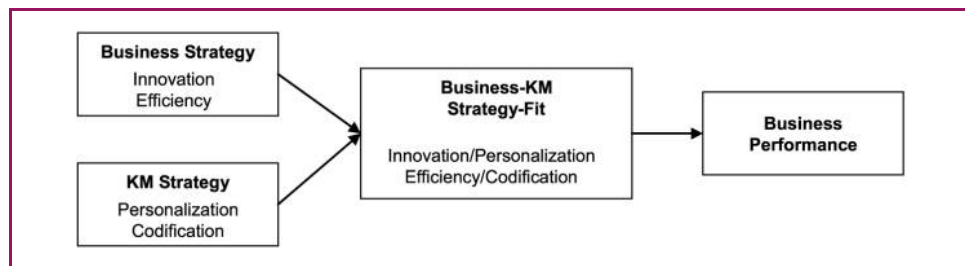 Business Strategy
Innovation
Efficiency
KM Strategy
Personalization
Codification
Business-KM
Strategy-Fit
Innovation/Personalization
Efficiency/Codification
Business
Performance